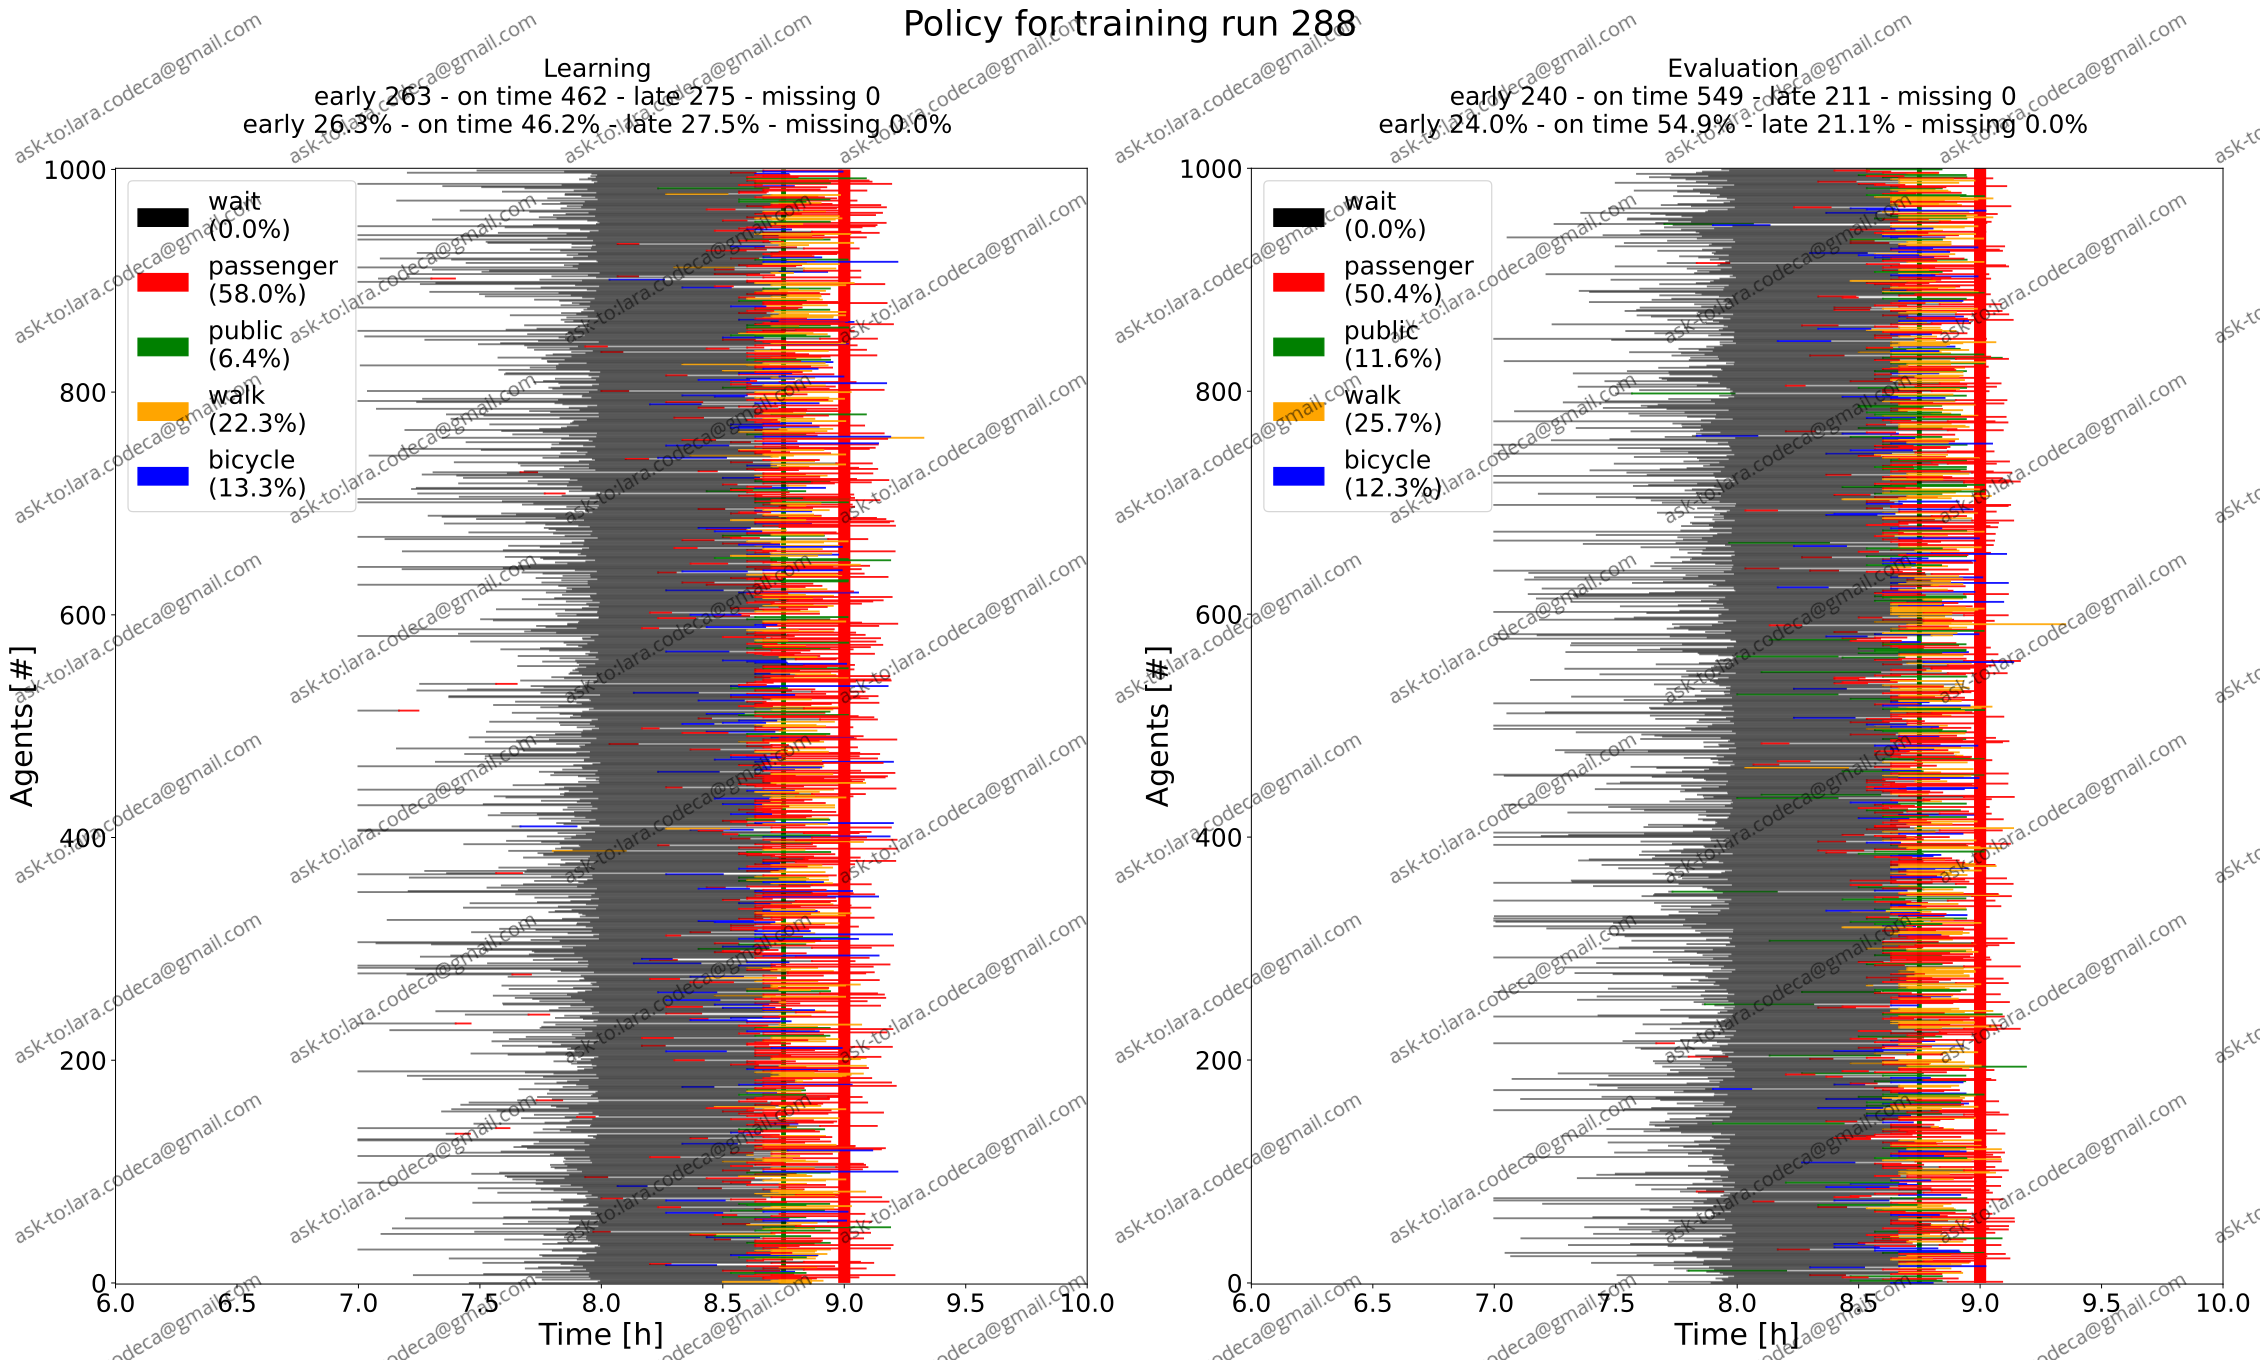 Policy for training run 288
Learning
early 263 - on time 462 - late 275 - missing 0
early 26.3% - on time 46.2% - late 27.5% - missing 0.0%
1000
800
600
400
200
0
Agents [#]
wait
(0.0%)
passenger
(58.0%)
public
(6.4%)
walk
(22.3%)
bicycle
(13.3%)
6.0 6.5 7.0 7.5 8.0 8.5 9.0 9.5 10.0
Time [h]
Evaluation
early 240 - on time 549 - late 211 - missing 0
early 24.0% - on time 54.9% - late 21.1% - missing 0.0%
1000
800
600
400
200
0
Agents [#]
wait
(0.0%)
passenger
(50.4%)
public
(11.6%)
walk
(25.7%)
bicycle
(12.3%)
6.0 6.5 7.0 7.5 8.0 8.5 9.0 9.5 10.0
Time [h]
ask-to:lara.codeca@gmail.com